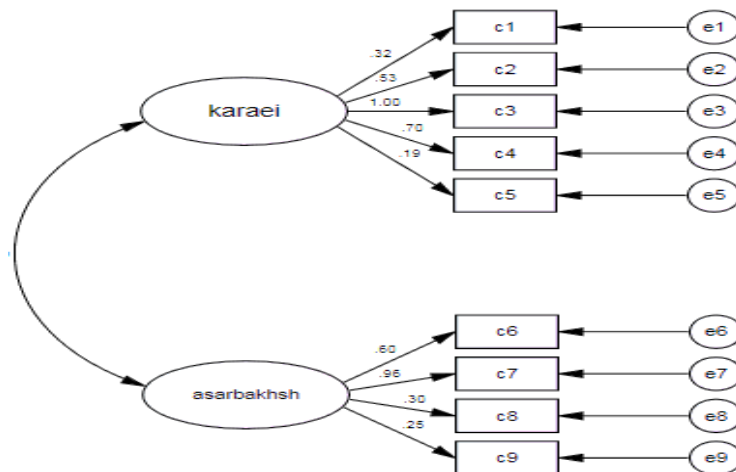 c1
e1
.32
c2
e2
.53
karaei
1.00
c3
e3
.70
c4
e4
.19
c5
e5
c6
e6
.60
c7
e7
.96
asarbakhsh
.30
c8
e8
.25
c9
e9